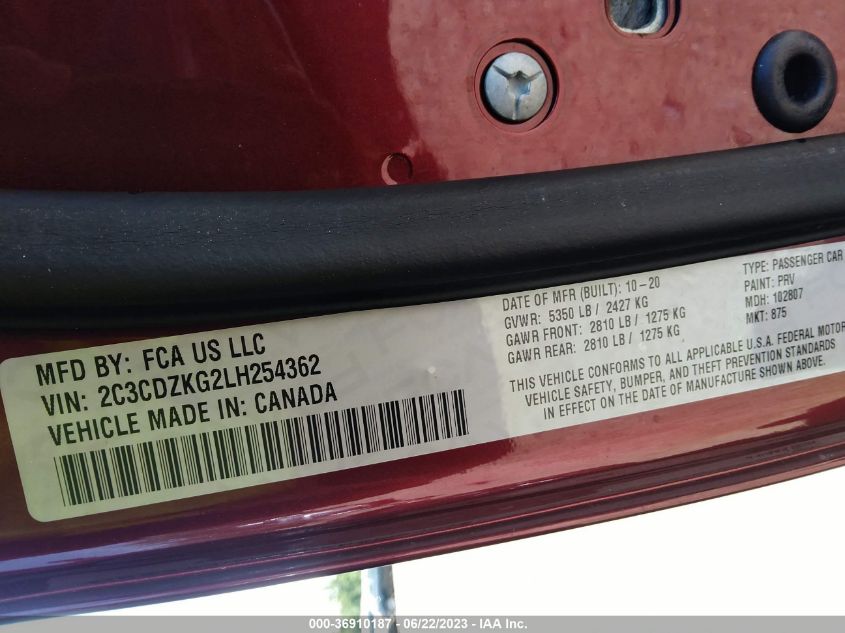 MFD BY: FCA US LLC
VIN: 2C3CDZKG2LH254362
VEHICLE MADE IN: CANADA
DATE OF MFR (BUILT): 10-20
GVWR: 5350 LB/ 2427 KG
GAWR FRONT: 2810 LB/ 1275 KG
GAWR REAR: 2810 LB/ 1275 KG
TYPE: PASSENGER CAR
PAINT: PRV
MDH: 102807
MKT: 875
THIS VEHICLE CONFORMS TO ALL APPLICABLE U.S.A. FEDERAL MOTOR
VEHICLE SAFETY, BUMPER, AND THEFT PREVENTION STANDARDS
IN EFFECT ON THE DATE OF MANUFACTURE SHOWN ABOVE.
000-36910187 - 06/22/2023 - IAA Inc.